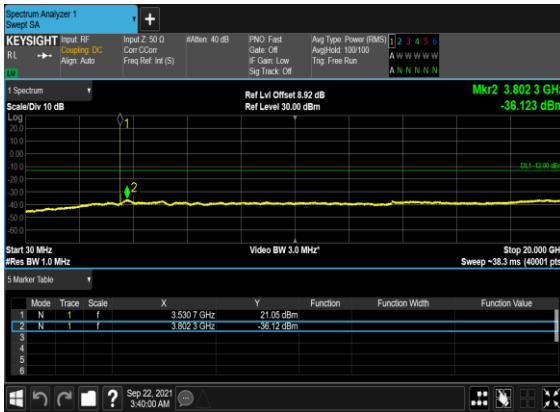 Spectrum Analyzer 1
Swept SA
+
KEYSIGHT Input: RF Input Z: 50 Ω #Atten: 40 dB PNO: Fast Avg Type: Power (RMS) 1 2 3 4 5 6
RL Coupling: DC Corr CCorr Gate: Off Avg|Hold: 100/100 A W W W W W
Align: Auto Freq Ref: Int (S) IF Gain: Low Trig: Free Run
Sig Track: Off A N N N N N
1 Spectrum
Ref Lvl Offset 8.92 dB Mkr2 3.802 3 GHz
Scale/Div 10 dB Ref Level 30.00 dBm -36.123 dBm
Log
1
20.0
10.0
0.00
-10.0
DL1 -13.00 dBm
-20.0
2
-30.0
-40.0
-50.0
-60.0
Start 30 MHz Video BW 3.0 MHz* Stop 20.000 GHz
#Res BW 1.0 MHz Sweep ~38.3 ms (40001 pts)
5 Marker Table
Mode Trace Scale X Y Function Function Width Function Value
1 N 1 f 3.530 7 GHz 21.05 dBm
2 N 1 f 3.802 3 GHz -36.12 dBm
3
4
5
6
? Sep 22, 2021
3:40:00 AM